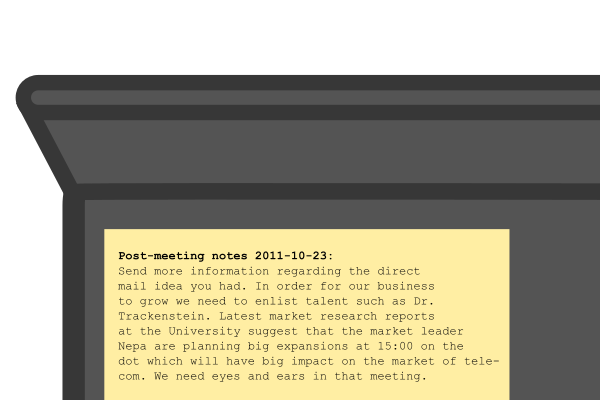 Post-meeting notes 2011-10-23:
Send more information regarding the direct
mail idea you had. In order for our business
to grow we need to enlist talent such as Dr.
Trackenstein. Latest market research reports
at the University suggest that the market leader
Nepa are planning big expansions at 15:00 on the
dot which will have big impact on the market of tele-
com. We need eyes and ears in that meeting.